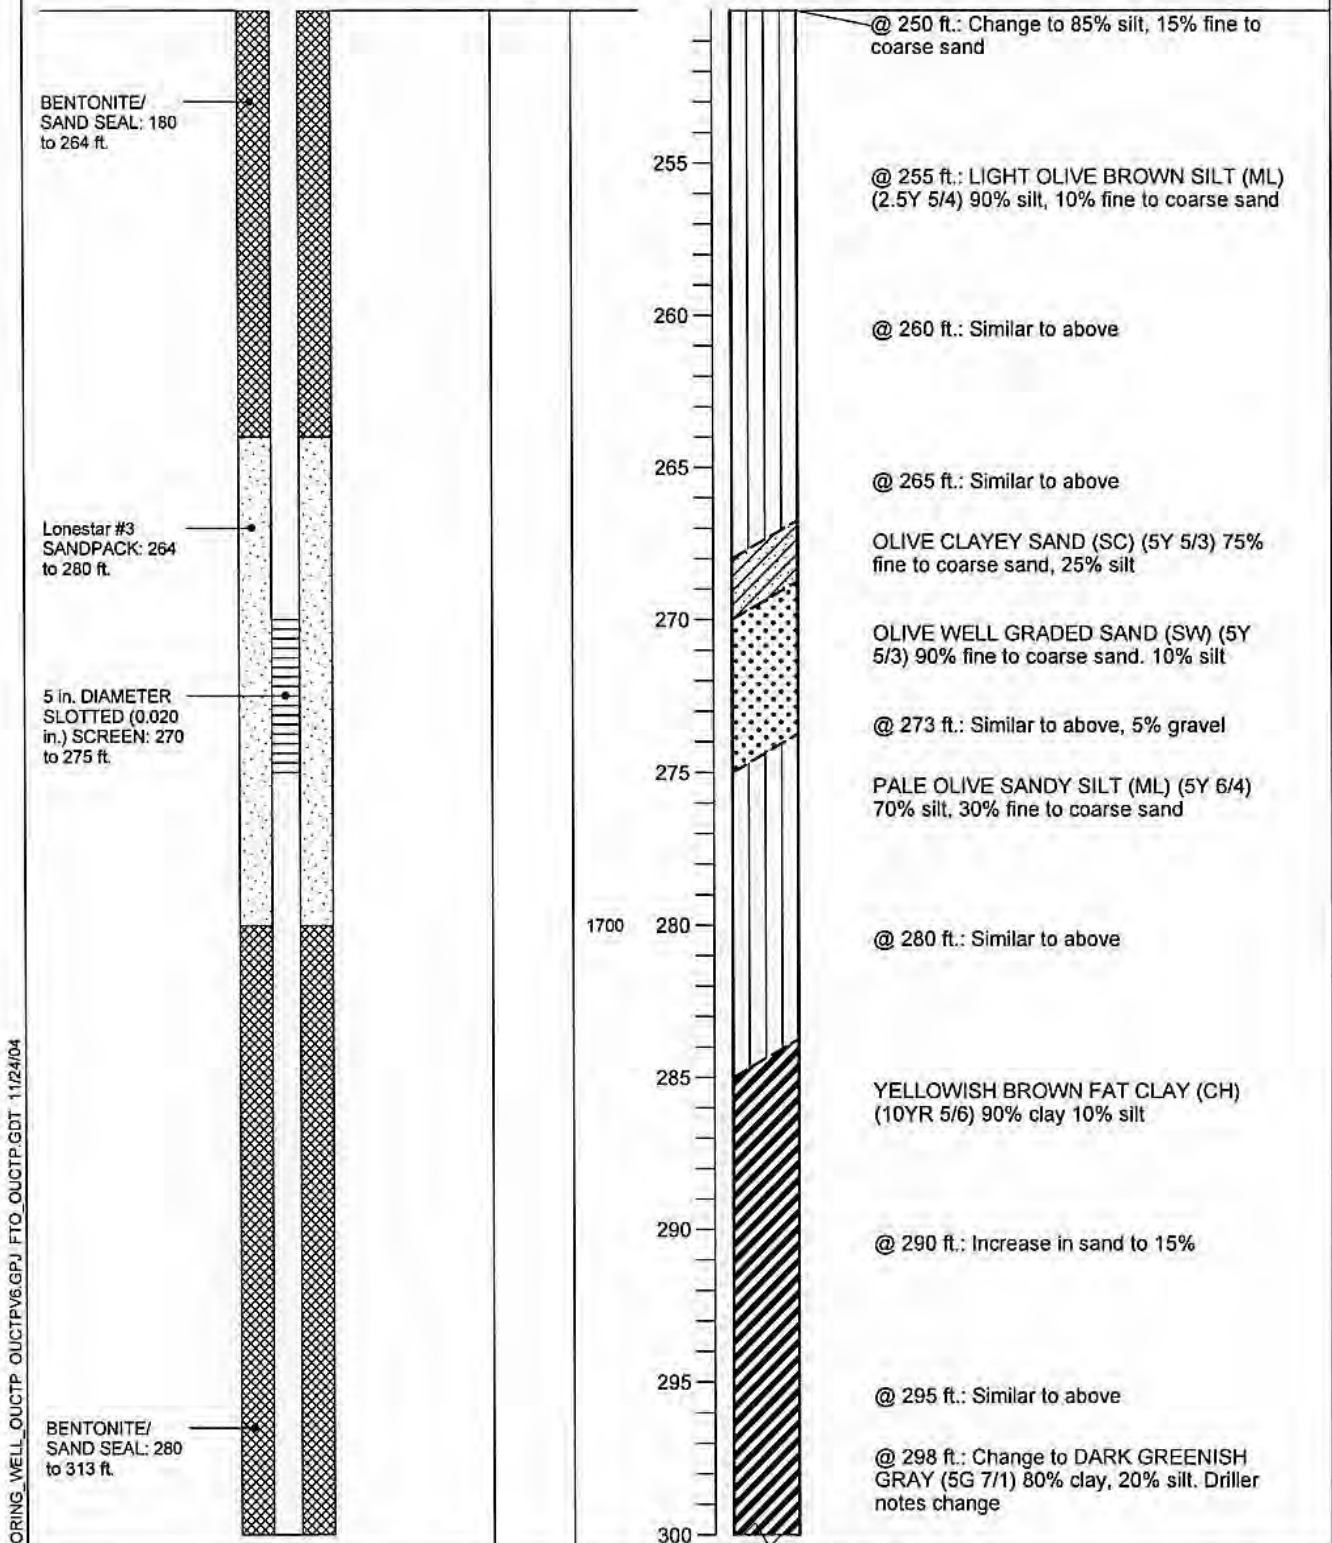 @ 250 ft.: Change to 85% silt, 15% fine to
coarse sand
BENTONITE/
SAND SEAL: 180
to 264 ft.
255
@ 255 ft.: LIGHT OLIVE BROWN SILT (ML)
(2.5Y 5/4) 90% silt, 10% fine to coarse sand
260
@ 260 ft.: Similar to above
265
@ 265 ft.: Similar to above
Lonestar #3
SANDPACK: 264
to 280 ft.
OLIVE CLAYEY SAND (SC) (5Y 5/3) 75%
fine to coarse sand, 25% silt
270
OLIVE WELL GRADED SAND (SW) (5Y
5/3) 90% fine to coarse sand. 10% silt
5 in. DIAMETER
SLOTTED (0.020
in.) SCREEN: 270
to 275 ft.
@ 273 ft.: Similar to above, 5% gravel
275
PALE OLIVE SANDY SILT (ML) (5Y 6/4)
70% silt, 30% fine to coarse sand
1700
280
@ 280 ft.: Similar to above
285
YELLOWISH BROWN FAT CLAY (CH)
(10YR 5/6) 90% clay 10% silt
290
@ 290 ft.: Increase in sand to 15%
295
@ 295 ft.: Similar to above
BENTONITE/
SAND SEAL: 280
to 313 ft.
@ 298 ft.: Change to DARK GREENISH
GRAY (5G 7/1) 80% clay, 20% silt. Driller
notes change
300
ORING_WELL_OUCTP OUCTPV6.GPJ FTO_OUCTP.GDT 11/24/04